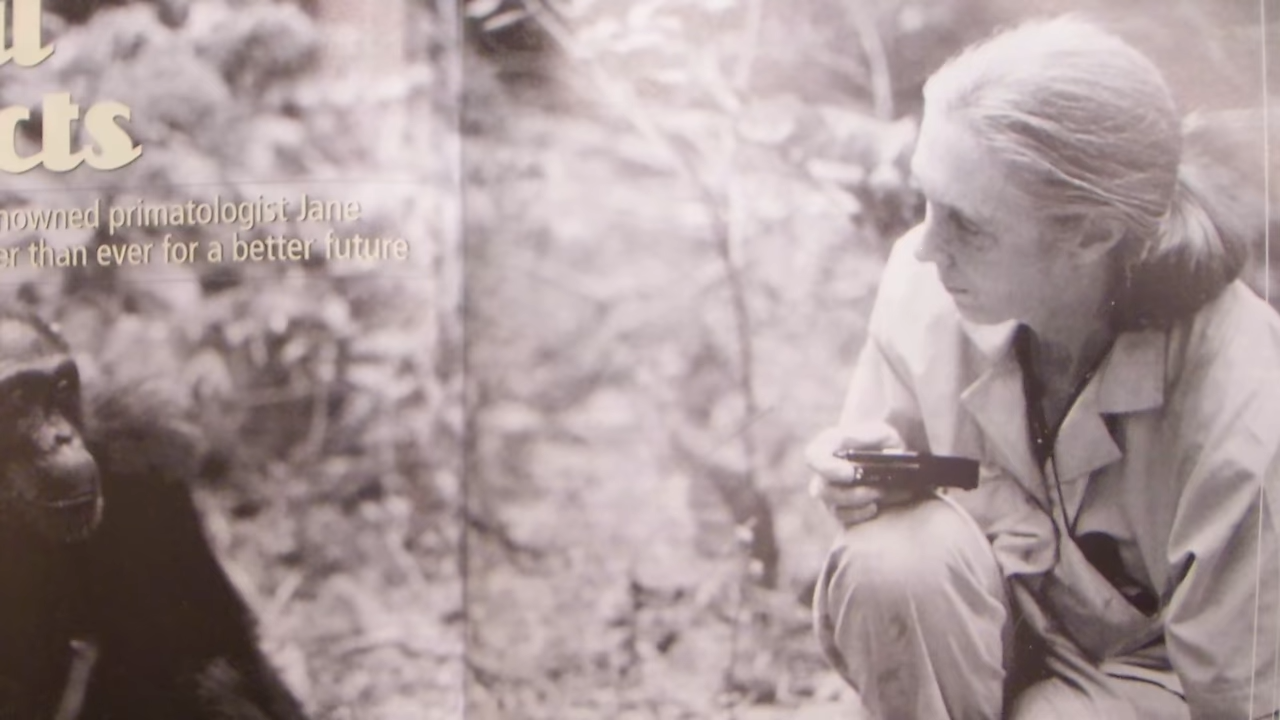 cts
nowned primatologist Jane
er than ever for a better future